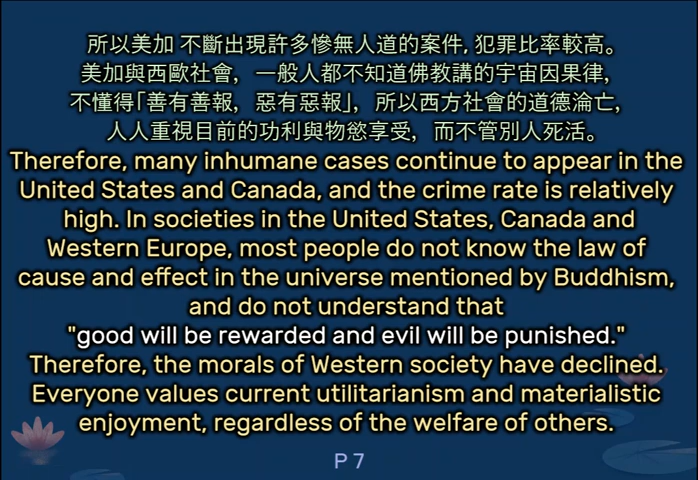 所以美加 不斷出現許多慘無人道的案件, 犯罪比率較高。
美加與西歐社會, 一般人都不知道佛教講的宇宙因果律,
不懂得「善有善報, 惡有惡報」, 所以西方社會的道德淪亡,
人人重視目前的功利與物慾享受, 而不管別人死活。
Therefore, many inhumane cases continue to appear in the
United States and Canada, and the crime rate is relatively
high. In societies in the United States, Canada and
Western Europe, most people do not know the law of
cause and effect in the universe mentioned by Buddhism,
and do not understand that
"good will be rewarded and evil will be punished."
Therefore, the morals of Western society have declined.
Everyone values current utilitarianism and materialistic
enjoyment, regardless of the welfare of others.
P 7